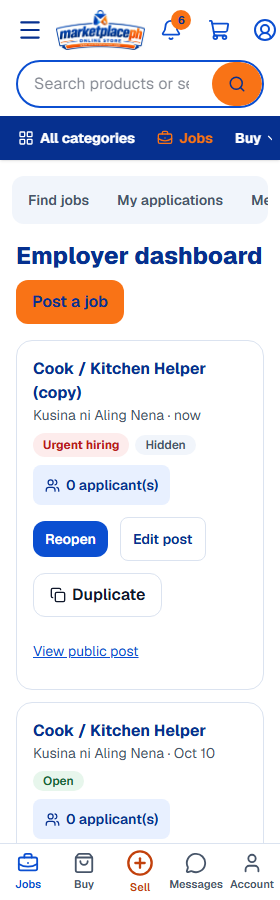 marketplaceph
ONLINE STORE
6
Search products or se
All categories
Jobs
Buy
Find jobs
My applications
Me
Employer dashboard
Post a job
Cook / Kitchen Helper
(copy)
Kusina ni Aling Nena · now
Urgent hiring
Hidden
0 applicant(s)
Reopen
Edit post
Duplicate
View public post
Cook / Kitchen Helper
Kusina ni Aling Nena · Oct 10
Open
0 applicant(s)
Jobs
Buy
Sell
Messages
Account